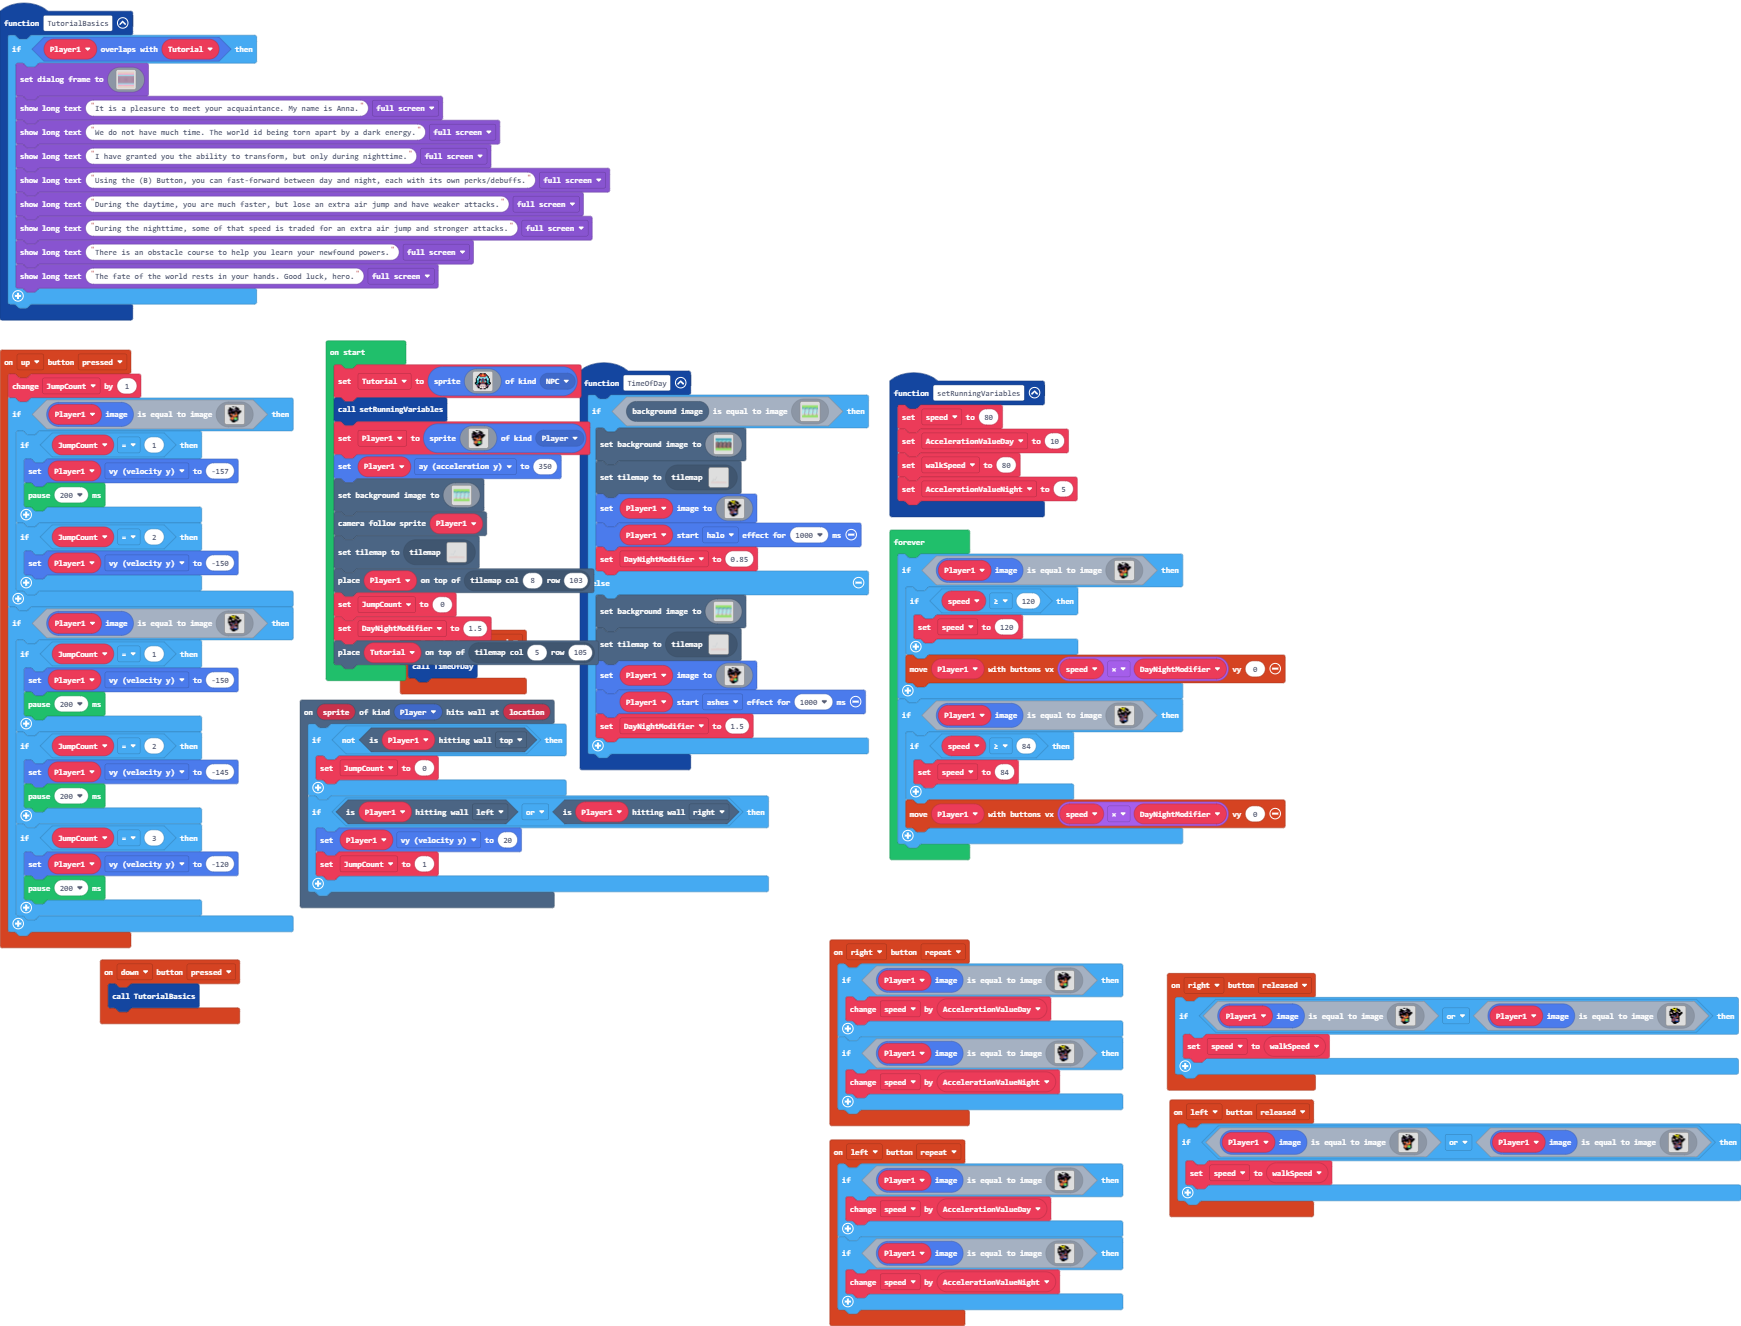 function TutorialBasics
if Player1 overlaps with Tutorial then
set dialog frame to
show long text "It is a pleasure to meet your acquaintance. My name is Anna." full screen
show long text "We do not have much time. The world id being torn apart by a dark energy." full screen
show long text "I have granted you the ability to transform, but only during nighttime." full screen
show long text "Using the (B) Button, you can fast-forward between day and night, each with its own perks/debuffs." full screen
show long text "During the daytime, you are much faster, but lose an extra air jump and have weaker attacks." full screen
show long text "During the nighttime, some of that speed is traded for an extra air jump and stronger attacks." full screen
show long text "There is an obstacle course to help you learn your newfound powers." full screen
show long text "The fate of the world rests in your hands. Good luck, hero." full screen
on up button pressed
change JumpCount by 1
if Player1 image is equal to image then
if JumpCount = 1 then
set Player1 vy (velocity y) to -157
pause 200 ms
if JumpCount = 2 then
set Player1 vy (velocity y) to -150
if Player1 image is equal to image then
if JumpCount = 1 then
set Player1 vy (velocity y) to -150
pause 200 ms
if JumpCount = 2 then
set Player1 vy (velocity y) to -145
pause 200 ms
if JumpCount = 3 then
set Player1 vy (velocity y) to -120
pause 200 ms
on down button pressed
call TutorialBasics
on start
set Tutorial to sprite of kind NPC
call setRunningVariables
set Player1 to sprite of kind Player
set Player1 ay (acceleration y) to 350
set background image to
camera follow sprite Player1
set tilemap to tilemap
place Player1 on top of tilemap col 8 row 103
set JumpCount to 0
set DayNightModifier to 1.5
place Tutorial on top of tilemap col 5 row 105
call TimeOfDay
on sprite of kind Player hits wall at location
if not is Player1 hitting wall top then
set JumpCount to 0
if is Player1 hitting wall left or is Player1 hitting wall right then
set Player1 vy (velocity y) to 20
set JumpCount to 1
function TimeOfDay
if background image is equal to image then
set background image to
set tilemap to tilemap
set Player1 image to
Player1 start halo effect for 1000 ms
set DayNightModifier to 0.85
else
set background image to
set tilemap to tilemap
set Player1 image to
Player1 start ashes effect for 1000 ms
set DayNightModifier to 1.5
function setRunningVariables
set speed to 80
set AccelerationValueDay to 10
set walkSpeed to 80
set AccelerationValueNight to 5
forever
if Player1 image is equal to image then
if speed ≥ 120 then
set speed to 120
move Player1 with buttons vx speed × DayNightModifier vy 0
if Player1 image is equal to image then
if speed ≥ 84 then
set speed to 84
move Player1 with buttons vx speed × DayNightModifier vy 0
on right button repeat
if Player1 image is equal to image then
change speed by AccelerationValueDay
if Player1 image is equal to image then
change speed by AccelerationValueNight
on left button repeat
if Player1 image is equal to image then
change speed by AccelerationValueDay
if Player1 image is equal to image then
change speed by AccelerationValueNight
on right button released
if Player1 image is equal to image or Player1 image is equal to image then
set speed to walkSpeed
on left button released
if Player1 image is equal to image or Player1 image is equal to image then
set speed to walkSpeed